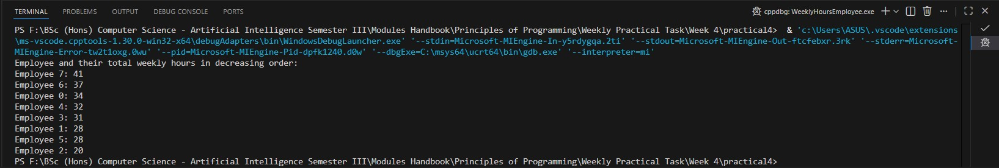 TERMINAL PROBLEMS OUTPUT DEBUG CONSOLE PORTS cppdbg: WeeklyHoursEmployee.exe
PS F:\BSc (Hons) Computer Science - Artificial Intelligence Semester III\Modules Handbook\Principles of Programming\Weekly Practical Task\Week 4\practical4>  & 'c:\Users\ASUS\.vscode\extensions
\ms-vscode.cpptools-1.30.0-win32-x64\debugAdapters\bin\WindowsDebugLauncher.exe' '--stdin=Microsoft-MIEngine-In-y5rdygqa.2ti' '--stdout=Microsoft-MIEngine-Out-ftcfebxr.3rk' '--stderr=Microsoft-
MIEngine-Error-tw2t1oxg.0wu' '--pid=Microsoft-MIEngine-Pid-dpfk1240.d0w' '--dbgExe=C:\msys64\ucrt64\bin\gdb.exe' '--interpreter=mi'
Employee and their total weekly hours in decreasing order:
Employee 7: 41
Employee 6: 37
Employee 0: 34
Employee 4: 32
Employee 3: 31
Employee 1: 28
Employee 5: 28
Employee 2: 20
PS F:\BSc (Hons) Computer Science - Artificial Intelligence Semester III\Modules Handbook\Principles of Programming\Weekly Practical Task\Week 4\practical4>